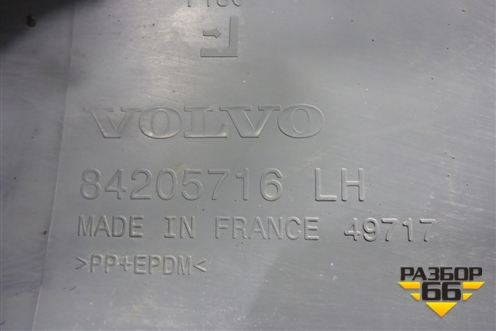 VOLVO
84205716 LH
MADE IN FRANCE 49717
>PP+EPDM<
РАЗБОР
66